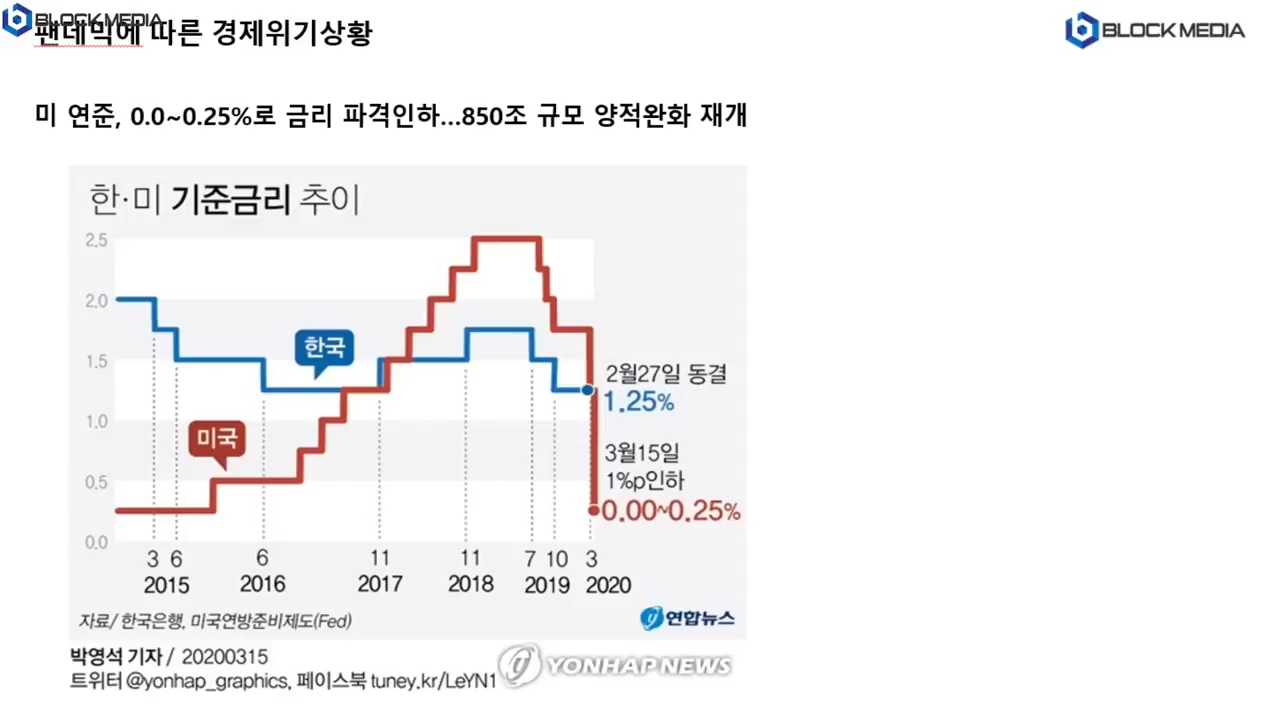 BLOCK MEDIA
팬데믹에 따른 경제위기상황
BLOCK MEDIA
미 연준, 0.0~0.25%로 금리 파격인하...850조 규모 양적완화 재개
한·미 기준금리 추이
2.5
2.0
1.5
1.0
0.5
0.0
한국
미국
2월27일 동결
1.25%
3월15일
1%p인하
0.00~0.25%
3 6 6 11 11 7 10 3
2015 2016 2017 2018 2019 2020
자료/ 한국은행, 미국연방준비제도(Fed)
연합뉴스
박영석 기자 / 20200315
트위터 @yonhap_graphics, 페이스북 tuney.kr/LeYN1
YONHAP NEWS